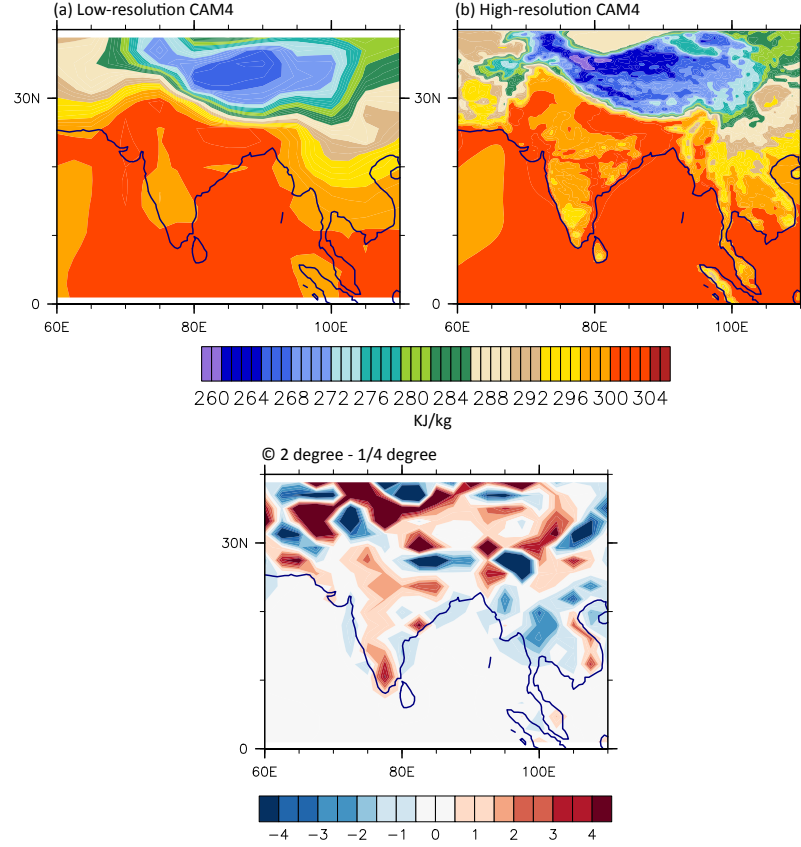 (a) Low-resolution CAM4 (b) High-resolution CAM4
30N 30N
0 0
60E 80E 100E 60E 80E 100E
260 264 268 272 276 280 284 288 292 296 300 304
KJ/kg
© 2 degree - 1/4 degree
30N
0
60E 80E 100E
−4 −3 −2 −1 0 1 2 3 4